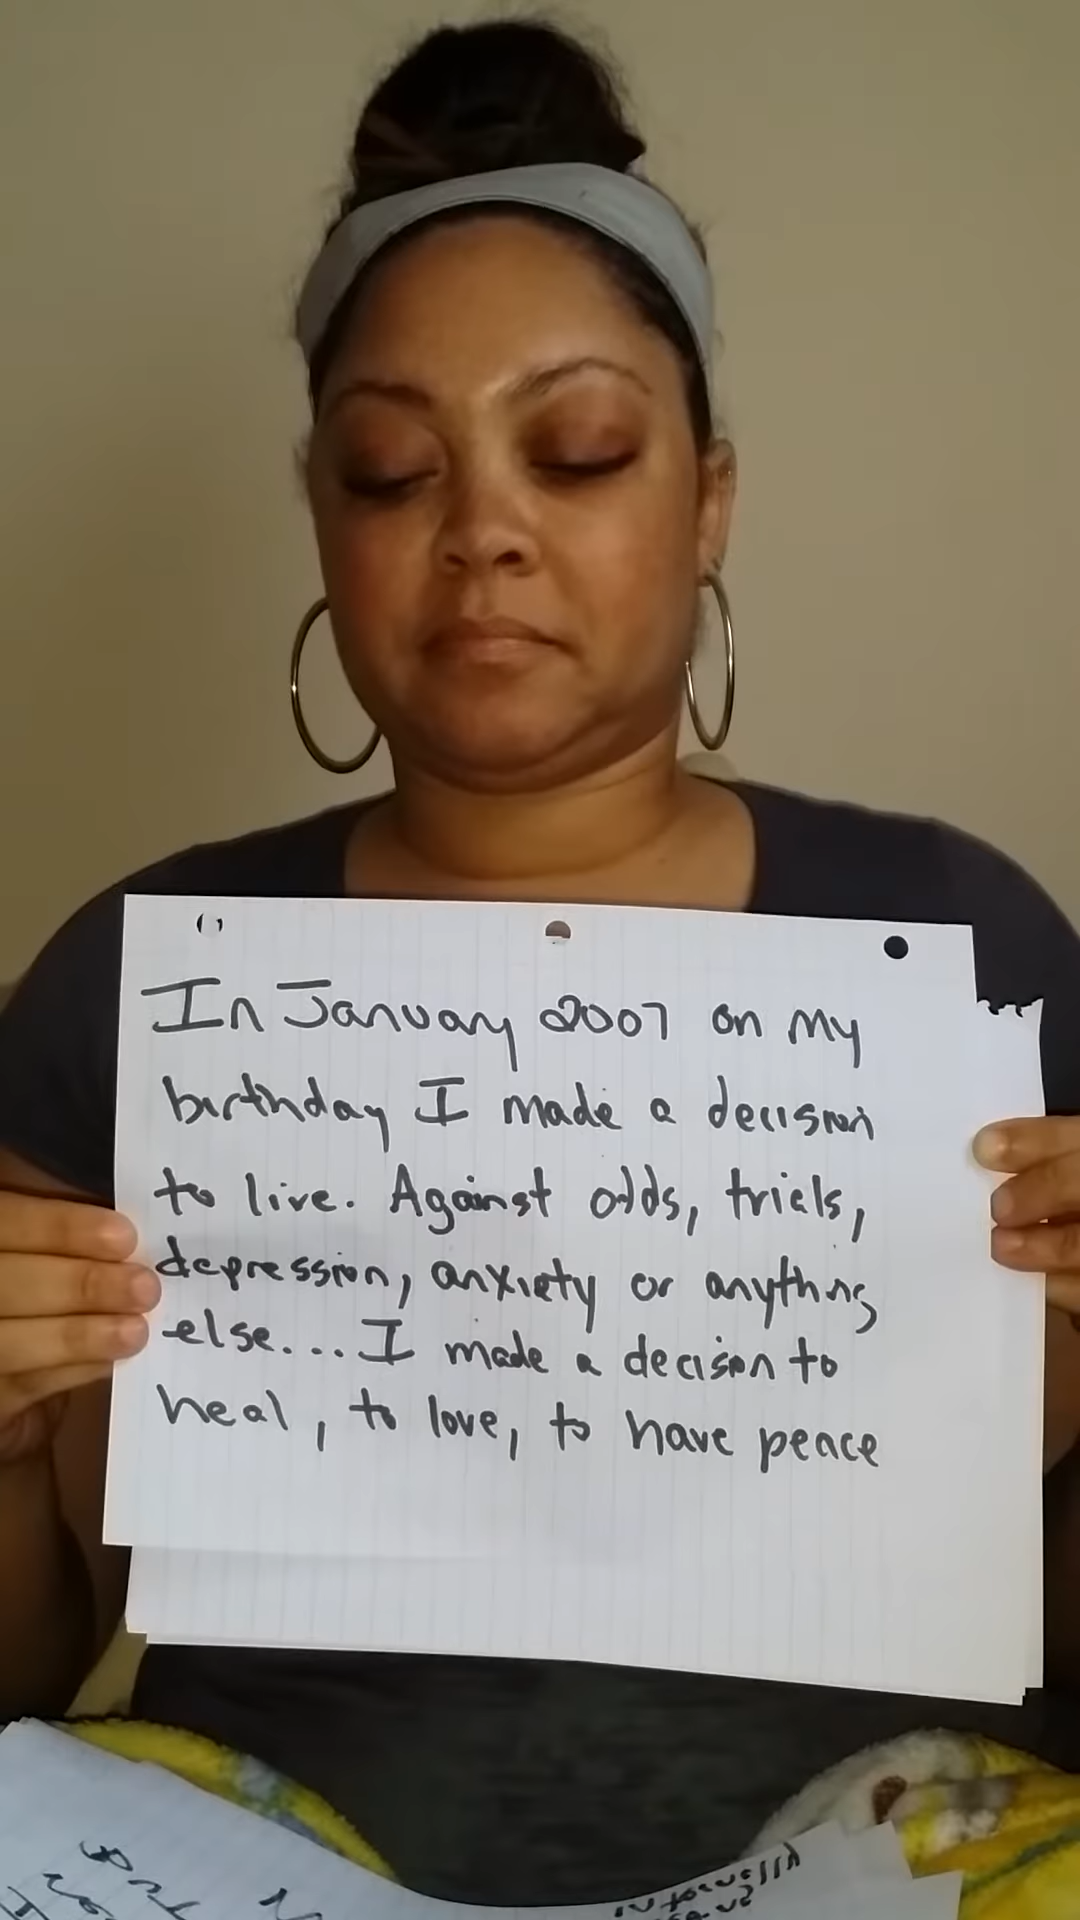 In January 2007 on my
birthday I made a decision
to live. Against odds, trials,
depression, anxiety or anything
else... I made a decision to
heal, to love, to have peace